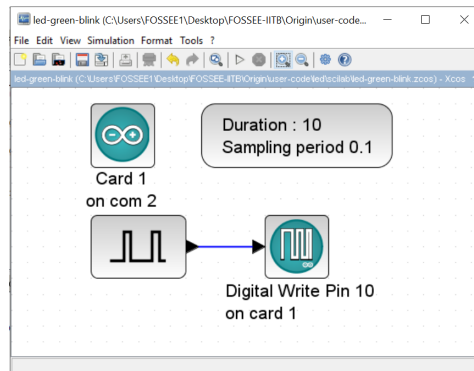 led-green-blink (C:\Users\FOSSEE1\Desktop\FOSSEE-IITB\Origin\user-code...
File Edit View Simulation Format Tools ?
led-green-blink (C:\Users\FOSSEE1\Desktop\FOSSEE-IITB\Origin\user-code\led\scilab\led-green-blink.zcos) - Xcos
Duration : 10
Sampling period 0.1
Card 1
on com 2
Digital Write Pin 10
on card 1